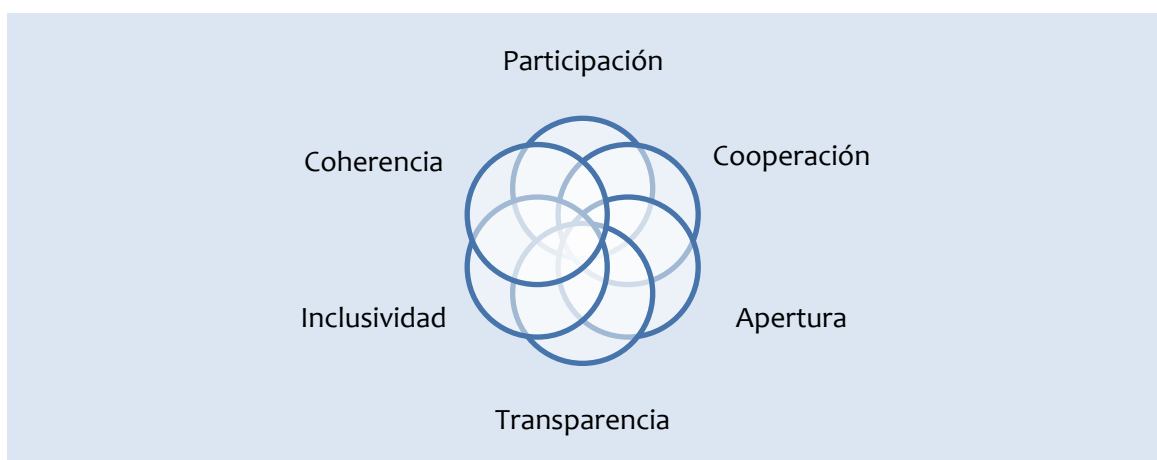 Participación
Coherencia
Cooperación
Inclusividad
Apertura
Transparencia